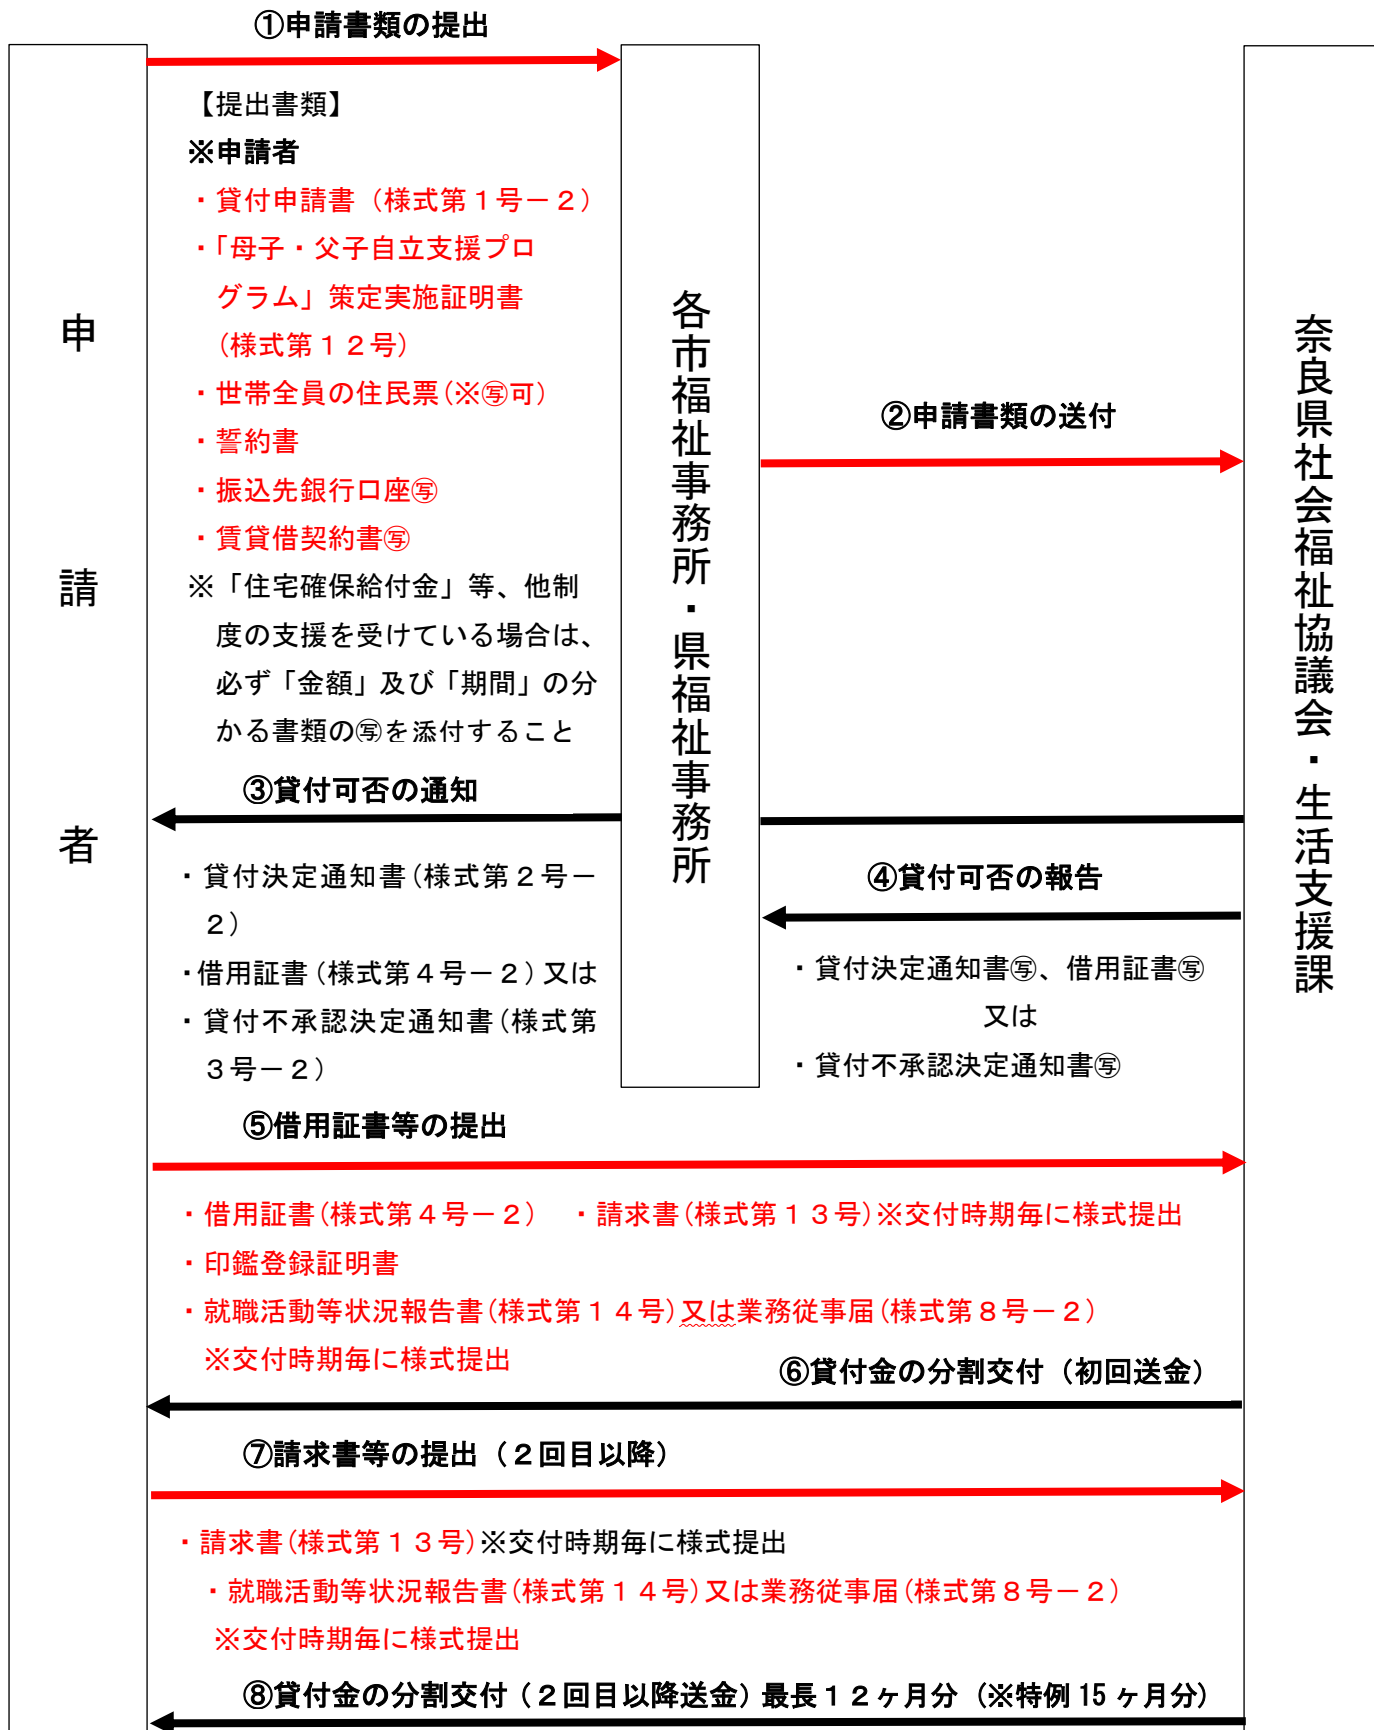 ①申請書類の提出
【提出書類】
※申請者
・貸付申請書（様式第１号－２）
・「母子・父子自立支援プロ
グラム」策定実施証明書
(様式第１２号)
・世帯全員の住民票(※㊢可)
・誓約書
・振込先銀行口座㊢
・賃貸借契約書㊢
※「住宅確保給付金」等、他制
度の支援を受けている場合は、
必ず「金額」及び「期間」の分
かる書類の㊢を添付すること
申請者
各市福祉事務所・県福祉事務所
奈良県社会福祉協議会・生活支援課
②申請書類の送付
③貸付可否の通知
・貸付決定通知書(様式第２号－
２)
・借用証書(様式第４号－２)又は
・貸付不承認決定通知書(様式第
３号－２)
④貸付可否の報告
・貸付決定通知書㊢、借用証書㊢
又は
・貸付不承認決定通知書㊢
⑤借用証書等の提出
・借用証書(様式第４号－２)　・請求書(様式第１３号)※交付時期毎に様式提出
・印鑑登録証明書
・就職活動等状況報告書(様式第１４号)又は業務従事届(様式第８号－２)
※交付時期毎に様式提出
⑥貸付金の分割交付（初回送金）
⑦請求書等の提出（２回目以降）
・請求書(様式第１３号)※交付時期毎に様式提出
・就職活動等状況報告書(様式第１４号)又は業務従事届(様式第８号－２)
※交付時期毎に様式提出
⑧貸付金の分割交付（２回目以降送金）最長１２ヶ月分（※特例 15 ヶ月分）